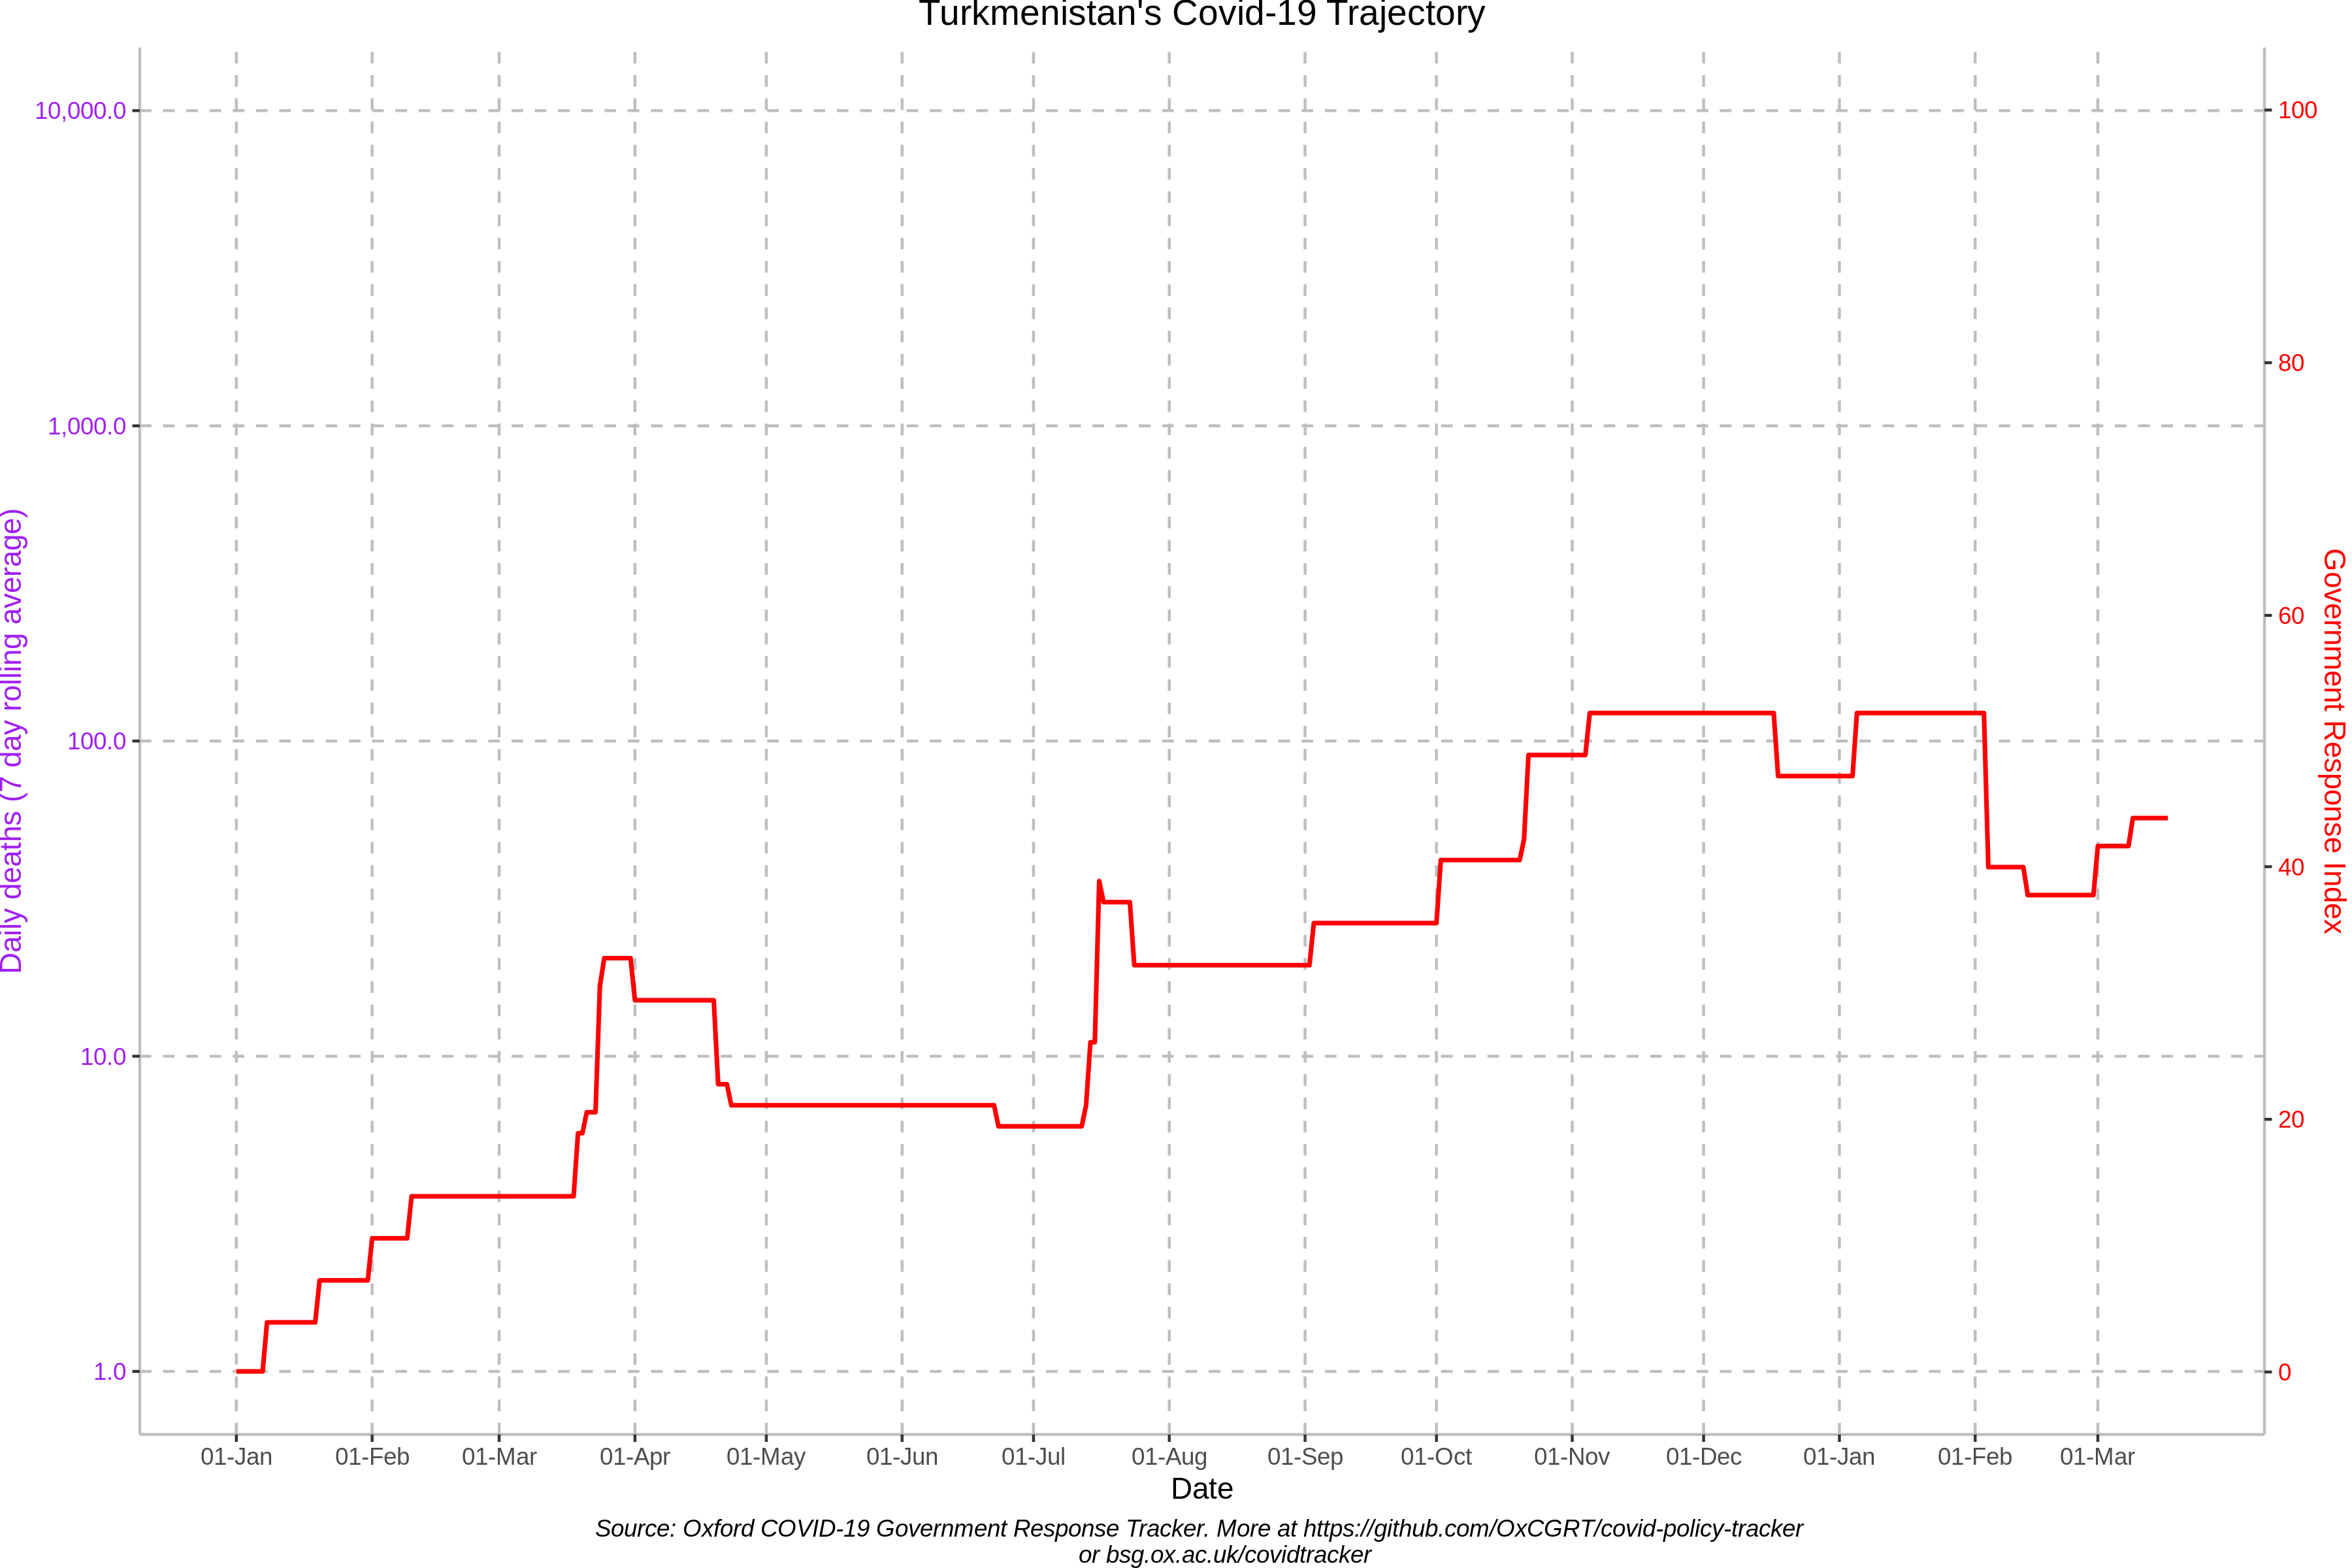 Turkmenistan's Covid-19 Trajectory
10,000.0
1,000.0
100.0
10.0
1.0
Daily deaths (7 day rolling average)
100
80
60
40
20
0
Government Response Index
01-Jan 01-Feb 01-Mar 01-Apr 01-May 01-Jun 01-Jul 01-Aug 01-Sep 01-Oct 01-Nov 01-Dec 01-Jan 01-Feb 01-Mar
Date
Source: Oxford COVID-19 Government Response Tracker. More at https://github.com/OxCGRT/covid-policy-tracker
or bsg.ox.ac.uk/covidtracker